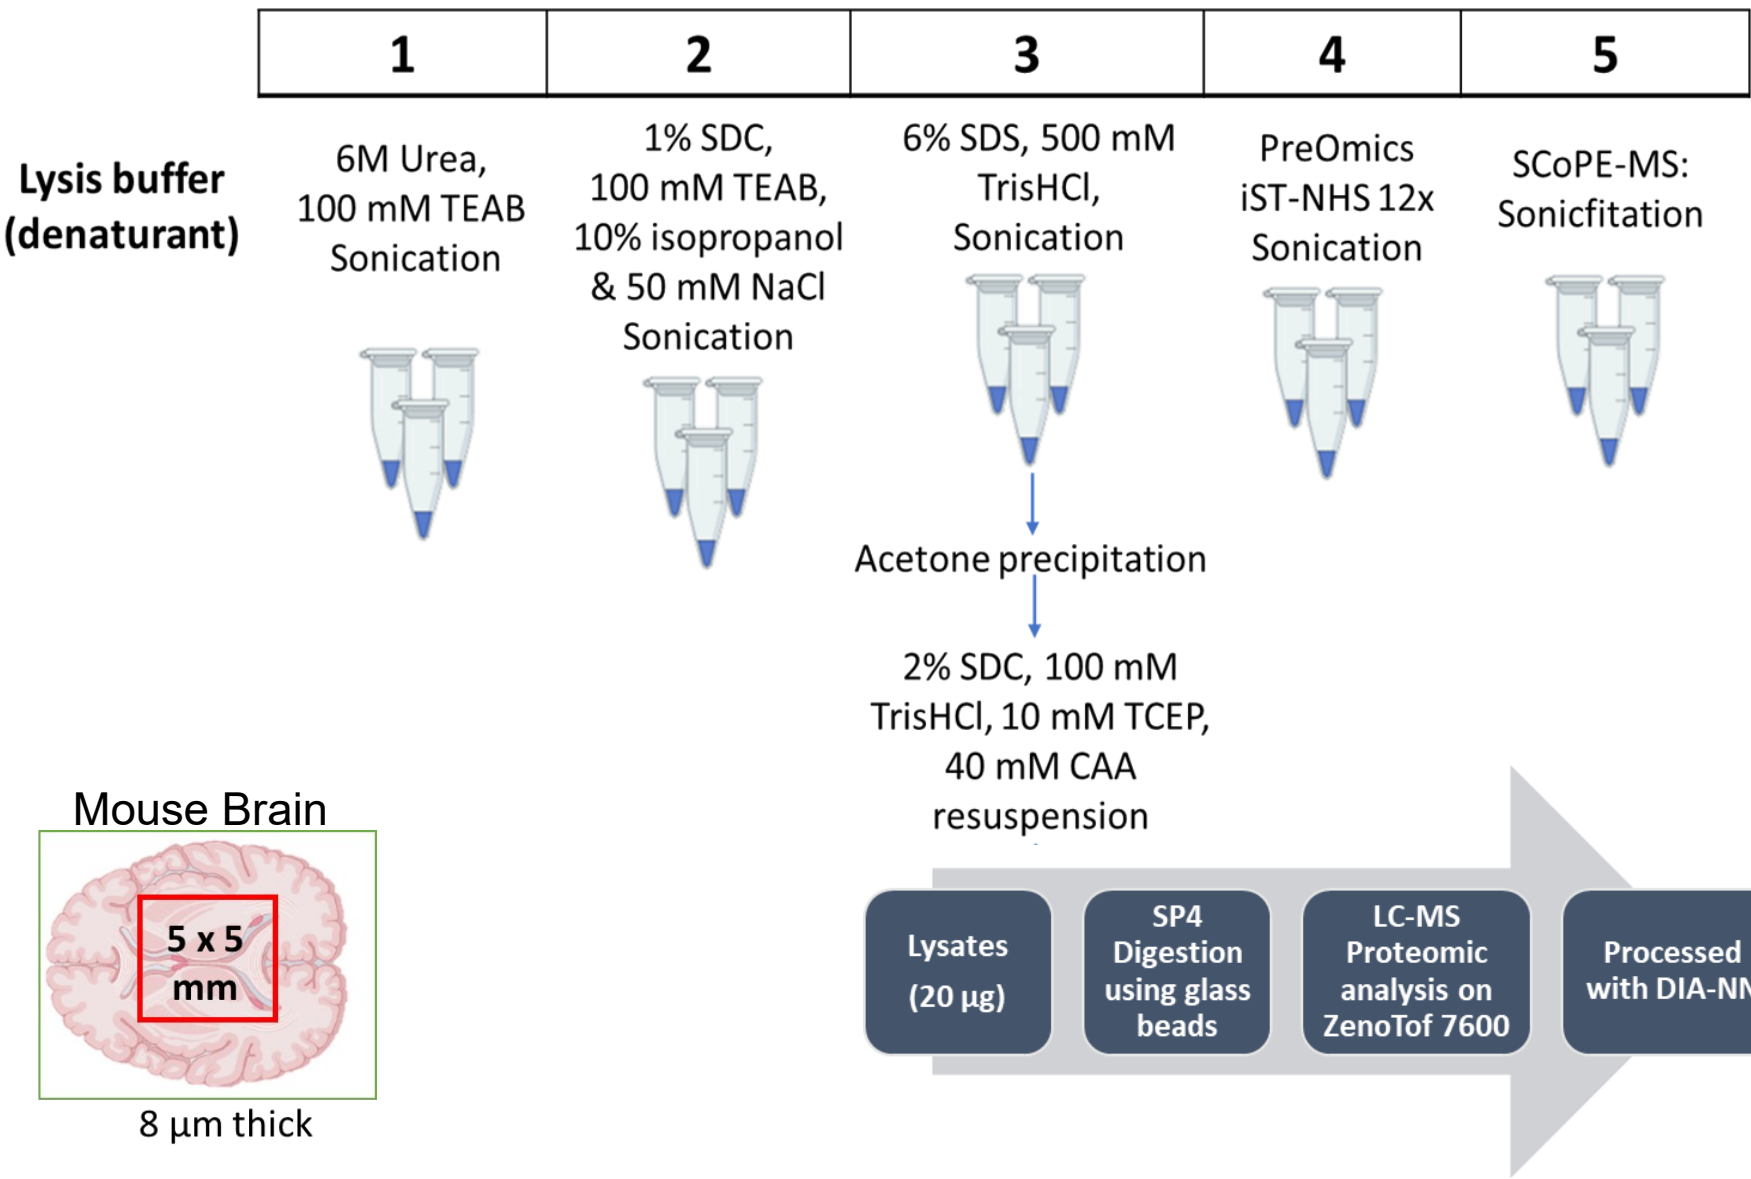 1
2
3
4
5
Lysis buffer
(denaturant)
6M Urea,
100 mM TEAB
Sonication
1% SDC,
100 mM TEAB,
10% isopropanol
& 50 mM NaCl
Sonication
6% SDS, 500 mM
TrisHCl,
Sonication
PreOmics
iST-NHS 12x
Sonication
SCoPE-MS:
Sonicfitation
Acetone precipitation
2% SDC, 100 mM
TrisHCl, 10 mM TCEP,
40 mM CAA
resuspension
Mouse Brain
5 x 5
mm
8 µm thick
Lysates
(20 µg)
SP4
Digestion
using glass
beads
LC-MS
Proteomic
analysis on
ZenoTof 7600
Processed
with DIA-NN